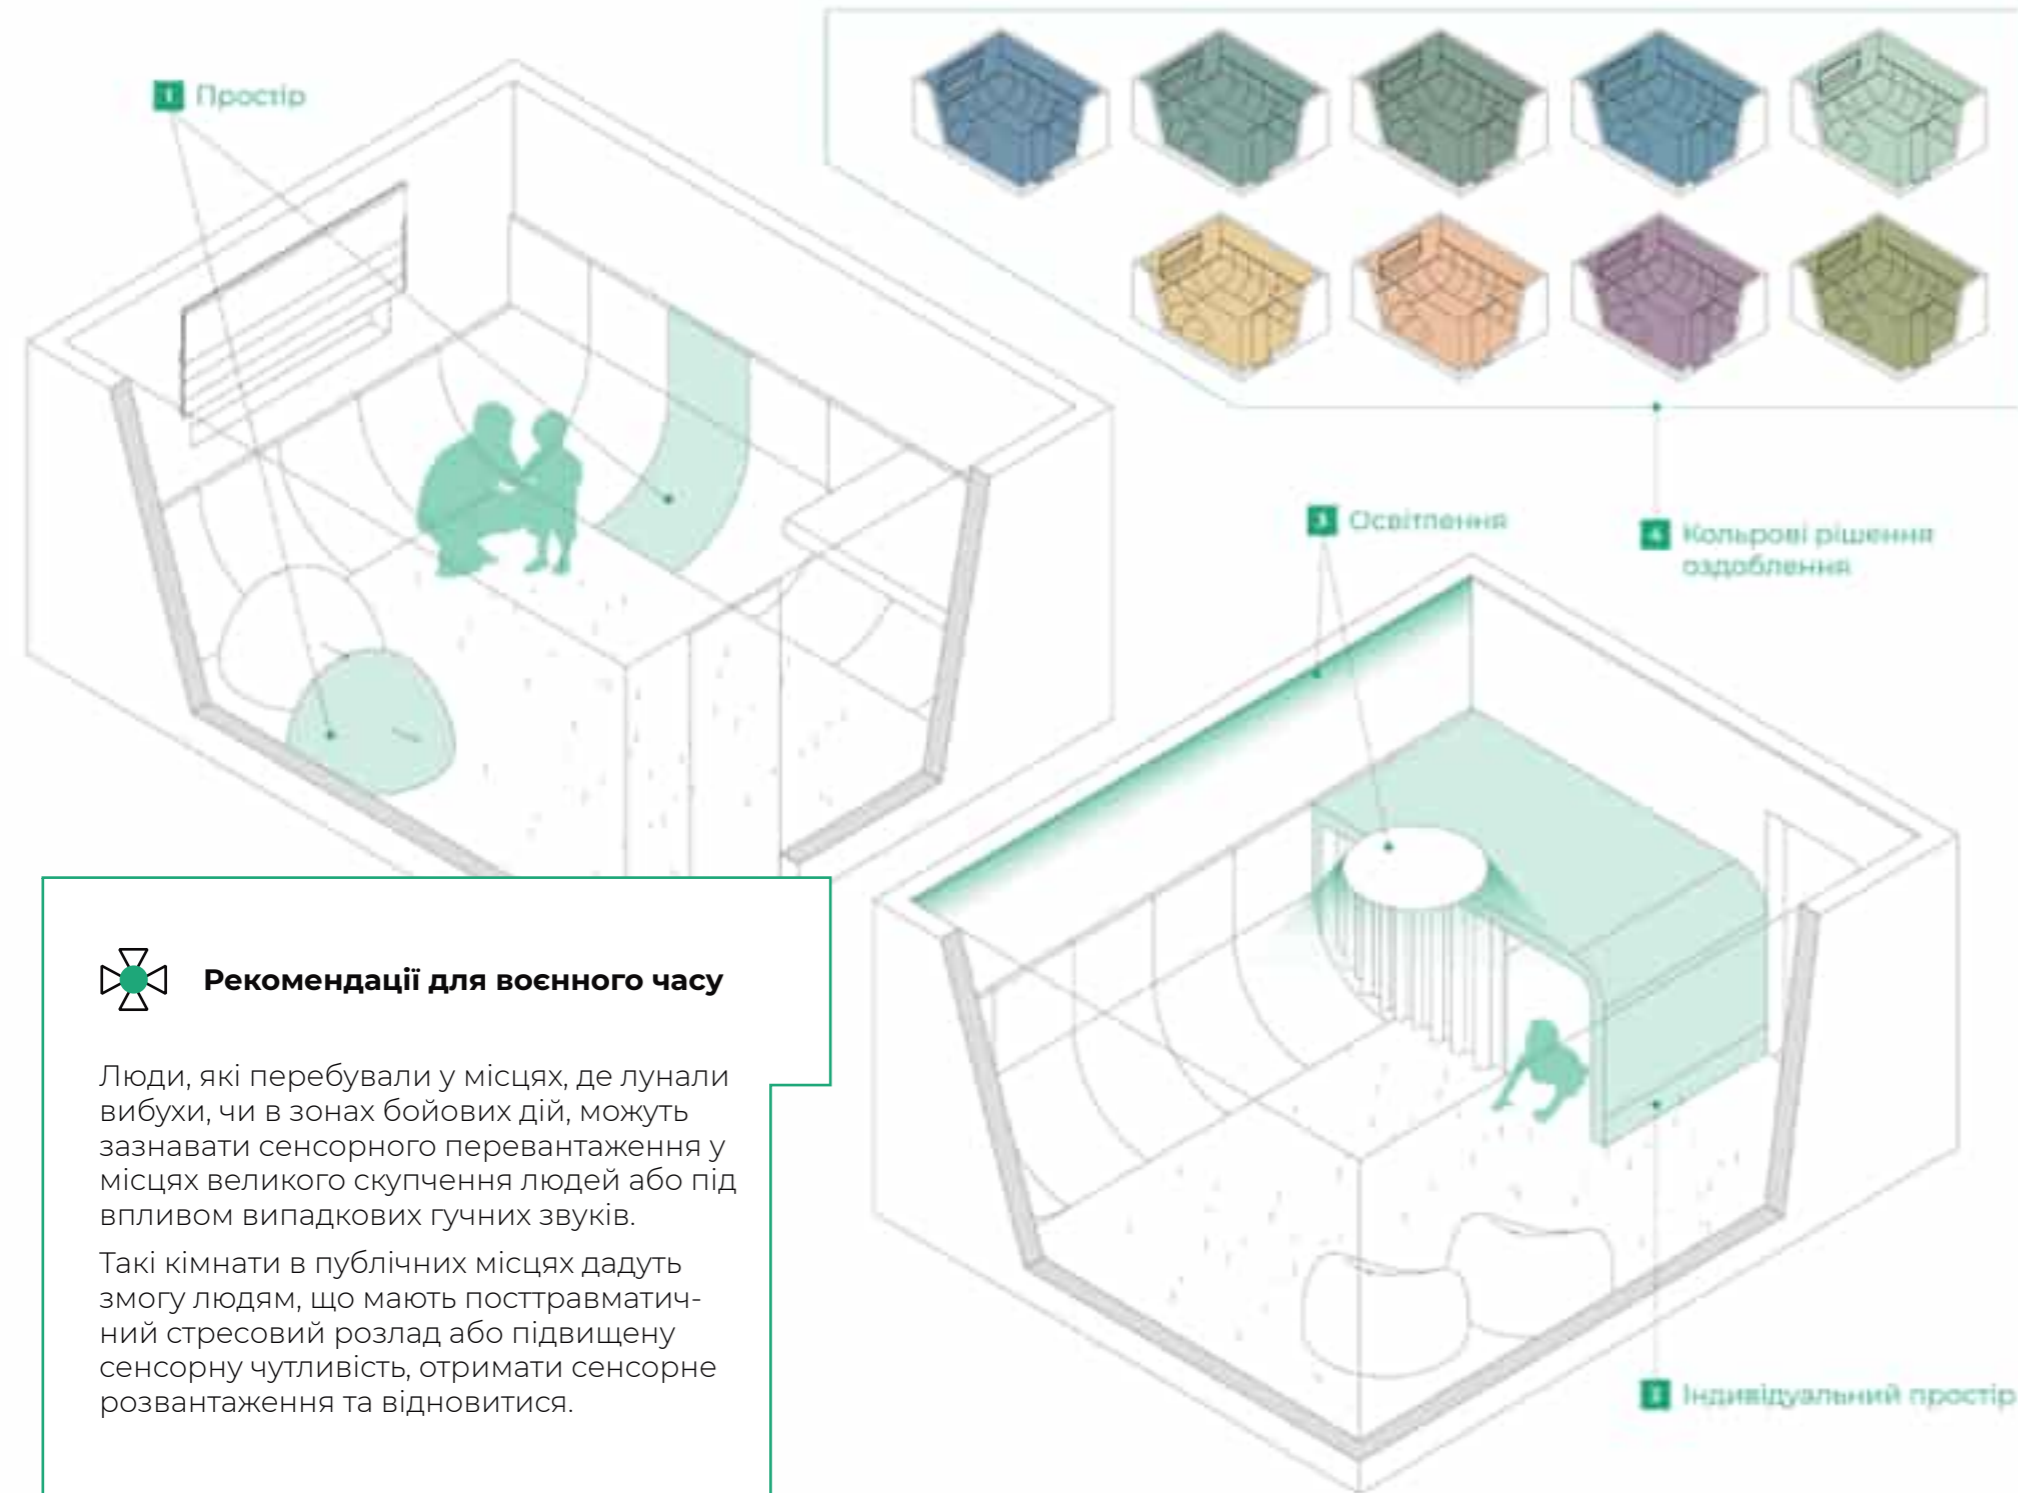 1 Простір
3 Освітлення
4 Кольрові рішення
оздоблення
Рекомендації для воєнного часу
Люди, які перебували у місцях, де лунали
вибухи, чи в зонах бойових дій, можуть
зазнавати сенсорного перевантаження у
місцях великого скупчення людей або під
впливом випадкових гучних звуків.
Такі кімнати в публічних місцях дадуть
змогу людям, що мають посттравматич-
ний стресовий розлад або підвищену
сенсорну чутливість, отримати сенсорне
розвантаження та відновитися.
Індивідуальний простір